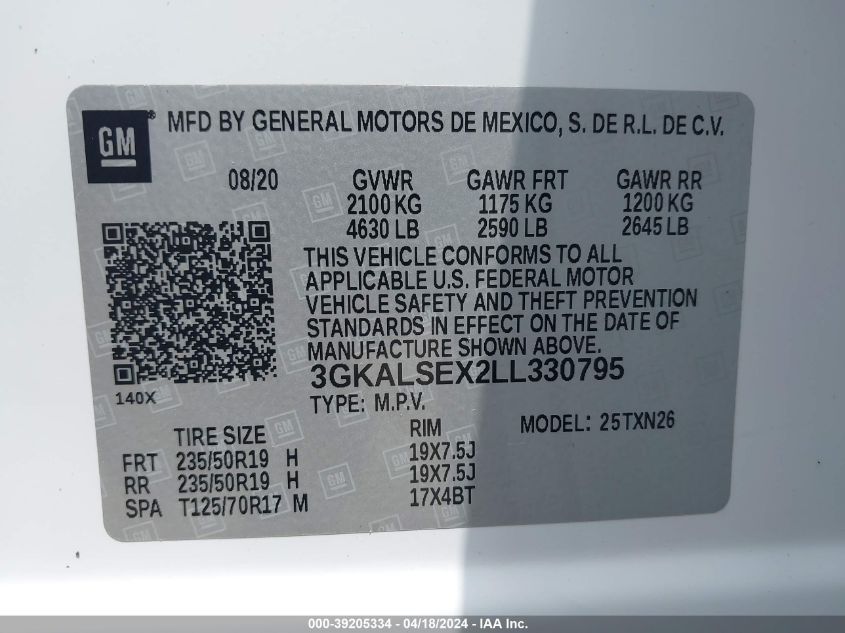 GM
MFD BY GENERAL MOTORS DE MEXICO, S. DE R.L. DE C.V.
08/20 GVWR GAWR FRT GAWR RR
2100 KG 1175 KG 1200 KG
4630 LB 2590 LB 2645 LB
THIS VEHICLE CONFORMS TO ALL
APPLICABLE U.S. FEDERAL MOTOR
VEHICLE SAFETY AND THEFT PREVENTION
STANDARDS IN EFFECT ON THE DATE OF
MANUFACTURE SHOWN ABOVE.
3GKALSEX2LL330795
140X
TYPE: M.P.V. MODEL: 25TXN26
TIRE SIZE RIM
FRT 235/50R19 H 19X7.5J
RR 235/50R19 H 19X7.5J
SPA T125/70R17 M 17X4BT
000-39205334 - 04/18/2024 - IAA Inc.